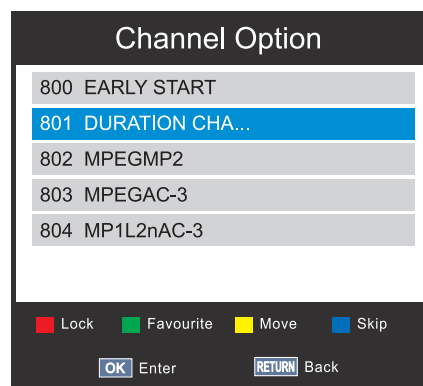 Channel Option
800 EARLY START
801 DURATION CHA...
802 MPEGMP2
803 MPEGAC-3
804 MP1L2nAC-3
Lock Favourite Move Skip
OK Enter RETURN Back